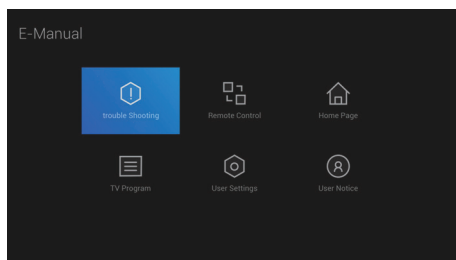 E-Manual
trouble Shooting
Remote Control
Home Page
TV Program
User Settings
User Notice